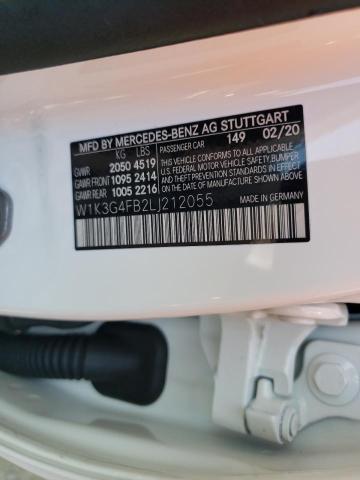 MFD BY MERCEDES-BENZ AG STUTTGART
KG LBS PASSENGER CAR 149 02/20
GVWR 2050 4519 THIS VEHICLE CONFORMS TO ALL APPLICABLE
GAWR FRONT 1095 2414 U.S. FEDERAL MOTOR VEHICLE SAFETY, BUMPER
GAWR REAR 1005 2216 AND THEFT PREVENTION STANDARDS IN EFFECT
ON THE DATE OF MANUFACTURE SHOWN ABOVE.
W1K3G4FB2LJ212055 MADE IN GERMANY